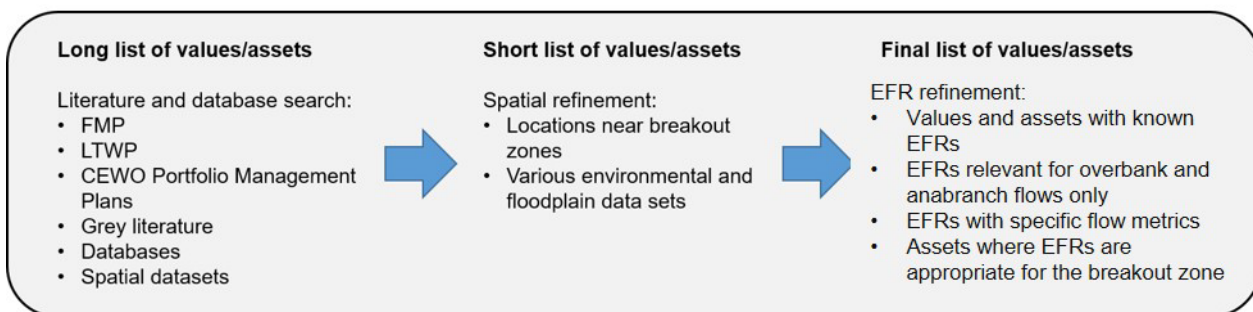 Long list of values/assets
Literature and database search:
• FMP
• LTWP
• CEWO Portfolio Management
Plans
• Grey literature
• Databases
• Spatial datasets
Short list of values/assets
Spatial refinement:
• Locations near breakout
zones
• Various environmental and
floodplain data sets
Final list of values/assets
EFR refinement:
• Values and assets with known
EFRs
• EFRs relevant for overbank and
anabranch flows only
• EFRs with specific flow metrics
• Assets where EFRs are
appropriate for the breakout zone